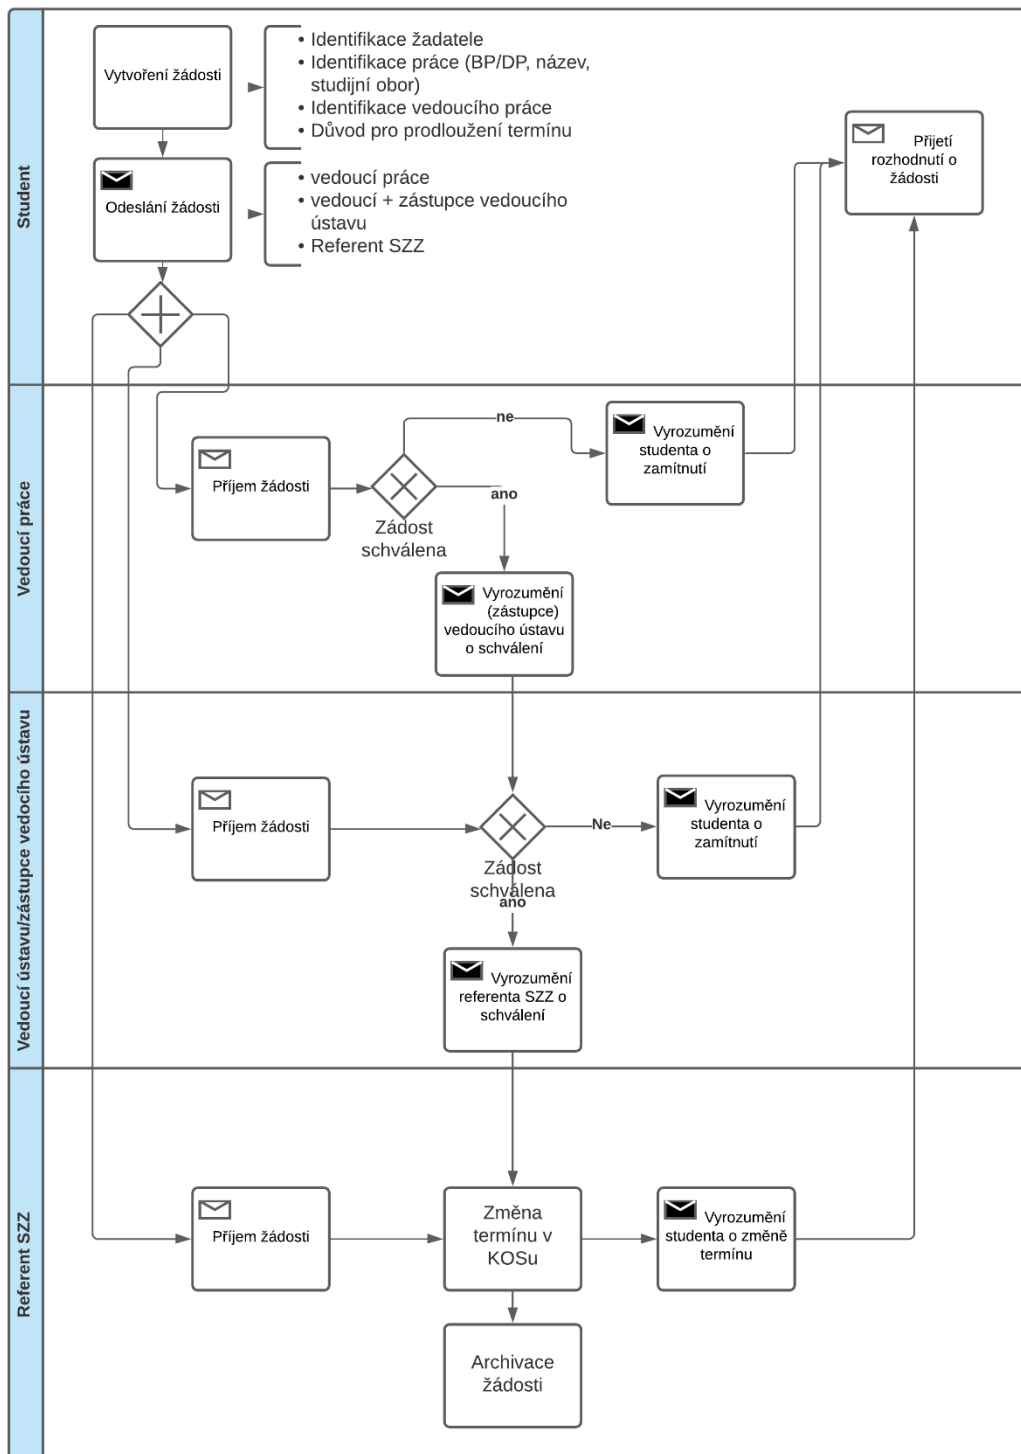 Student
Vytvoření žádosti
• Identifikace žadatele
• Identifikace práce (BP/DP, název,
studijní obor)
• Identifikace vedoucího práce
• Důvod pro prodloužení termínu
Odeslání žádosti
• vedoucí práce
• vedoucí + zástupce vedoucího
ústavu
• Referent SZZ
Přijetí
rozhodnutí o
žádosti
Vedoucí práce
Příjem žádosti
Zádost
schválena
ne
ano
Vyrozumění
studenta o
zamítnutí
Vyrozumění
(zástupce)
vedoucího ústavu
o schválení
Vedoucí ústavu/zástupce vedocího ústavu
Příjem žádosti
Zádost
schválena
Ne
ano
Vyrozumění
studenta o
zamítnutí
Vyrozumění
referenta SZZ o
schválení
Referent SZZ
Příjem žádosti
Změna
termínu v
KOSu
Vyrozumění
studenta o změně
termínu
Archivace
žádosti